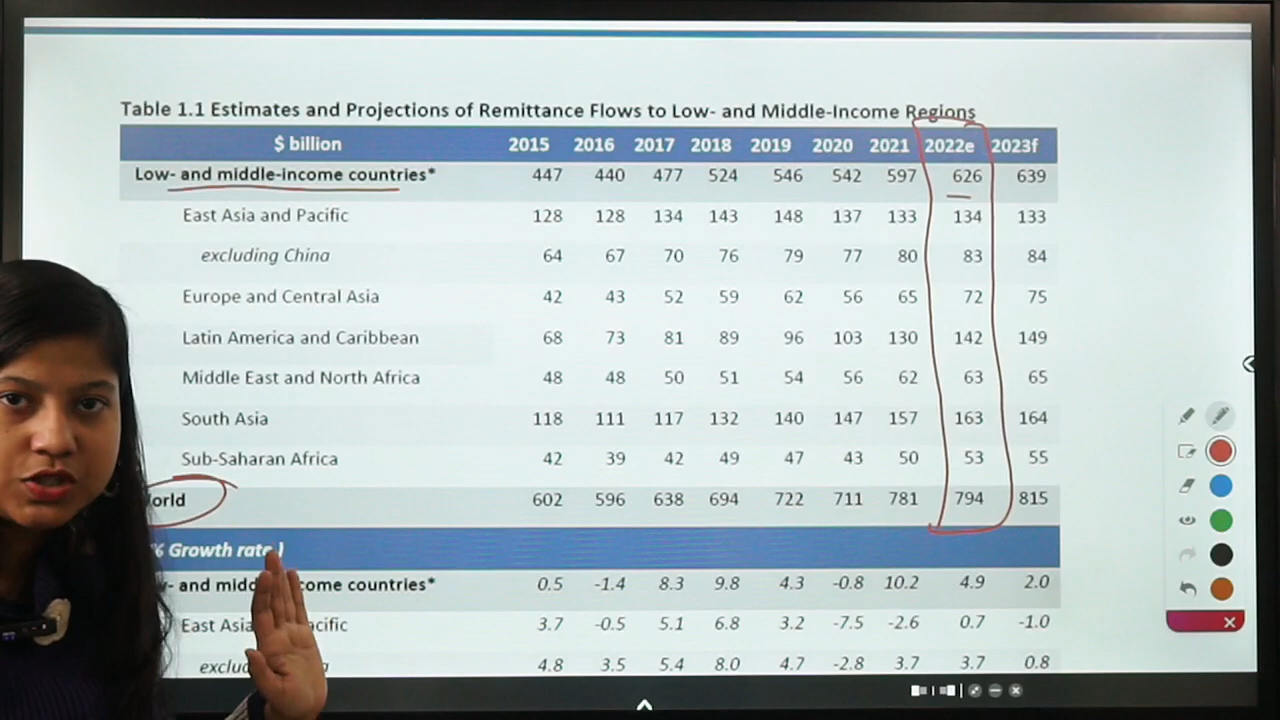 Table 1.1 Estimates and Projections of Remittance Flows to Low- and Middle-Income Regions
$ billion 2015 2016 2017 2018 2019 2020 2021 2022e 2023f
Low- and middle-income countries* 447 440 477 524 546 542 597 626 639
East Asia and Pacific 128 128 134 143 148 137 133 134 133
excluding China 64 67 70 76 79 77 80 83 84
Europe and Central Asia 42 43 52 59 62 56 65 72 75
Latin America and Caribbean 68 73 81 89 96 103 130 142 149
Middle East and North Africa 48 48 50 51 54 56 62 63 65
South Asia 118 111 117 132 140 147 157 163 164
Sub-Saharan Africa 42 39 42 49 47 43 50 53 55
orld 602 596 638 694 722 711 781 794 815
% Growth rate )
- and midd come countries* 0.5 -1.4 8.3 9.8 4.3 -0.8 10.2 4.9 2.0
East Asia acific 3.7 -0.5 5.1 6.8 3.2 -7.5 -2.6 0.7 -1.0
exclu a 4.8 3.5 5.4 8.0 4.7 -2.8 3.7 3.7 0.8